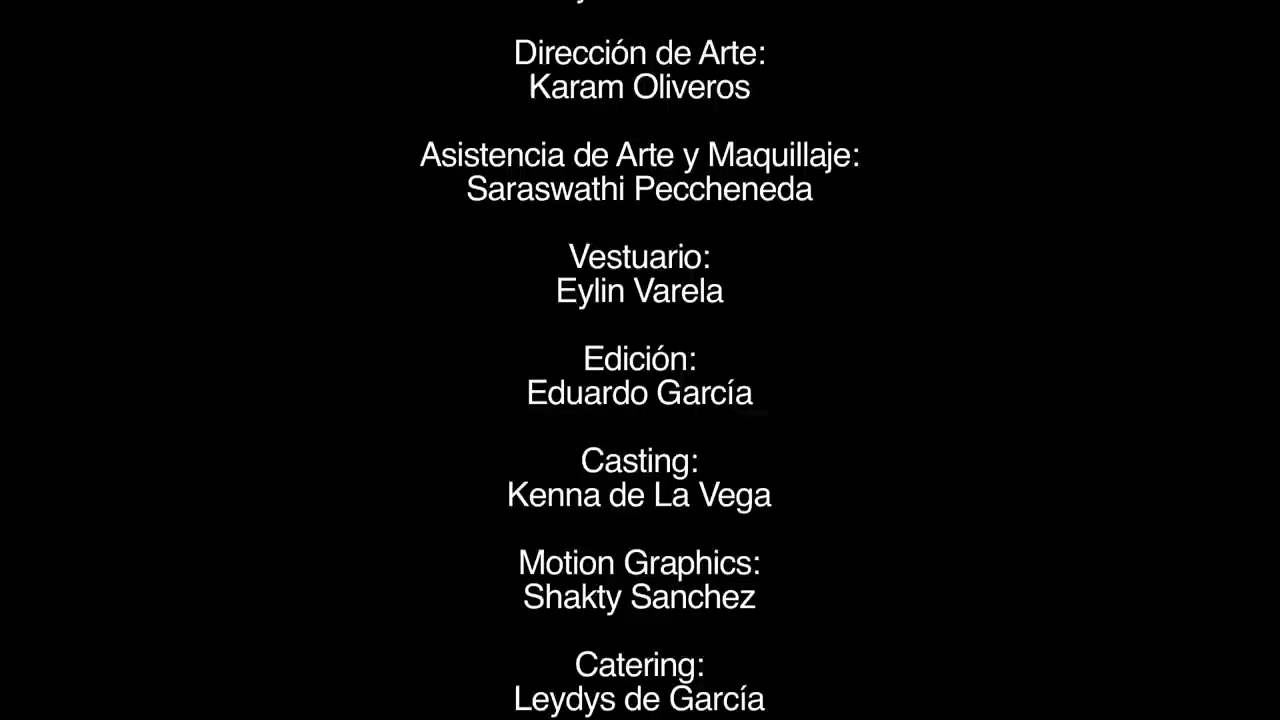 Dirección de Arte:
Karam Oliveros
Asistencia de Arte y Maquillaje:
Saraswathi Peccheneda
Vestuario:
Eylin Varela
Edición:
Eduardo García
Casting:
Kenna de La Vega
Motion Graphics:
Shakty Sanchez
Catering:
Leydys de García